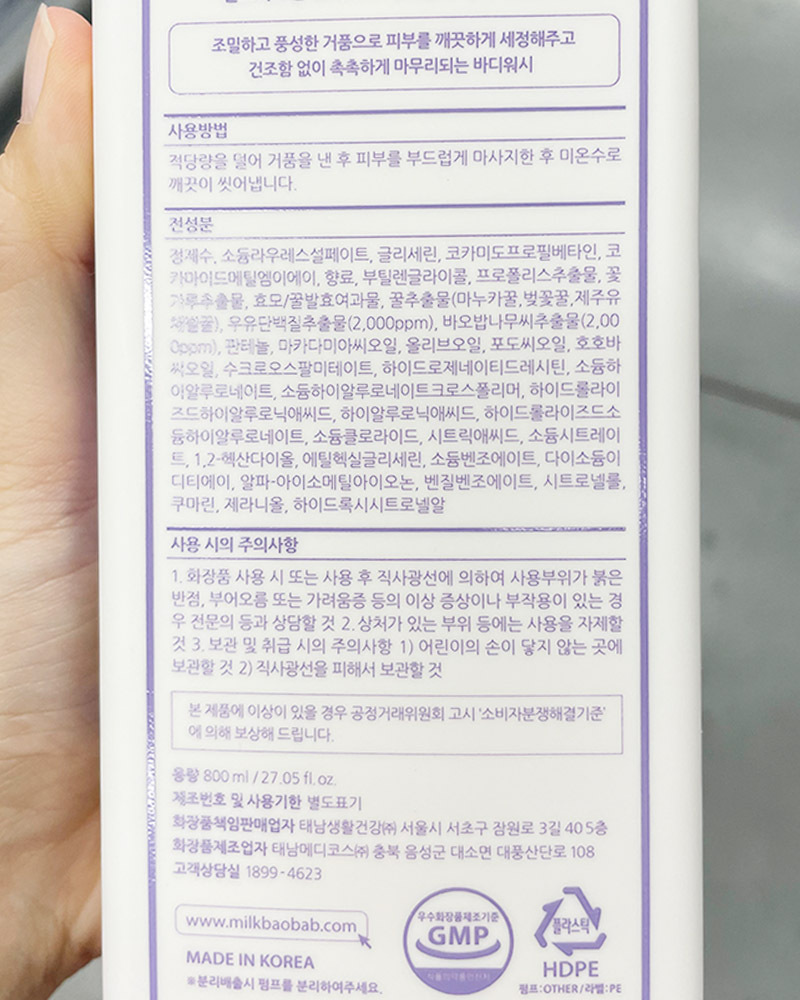 조밀하고 풍성한 거품으로 피부를 깨끗하게 세정해주고
건조함 없이 촉촉하게 마무리되는 바디워시
사용방법
적당량을 덜어 거품을 낸 후 피부를 부드럽게 마사지한 후 미온수로
깨끗이 씻어냅니다.
전성분
정제수, 소듐라우레스설페이트, 글리세린, 코카미도프로필베타인, 코
카마이드메틸엠이에이, 향료, 부틸렌글라이콜, 프로폴리스추출물, 꽃
가루추출물, 효모/꿀발효여과물, 꿀추출물(마누카꿀,벚꽃꿀,제주유
채꿀꿀), 우유단백질추출물(2,000ppm), 바오밥나무씨추출물(2,00
0ppm), 판테놀, 마카다미아씨오일, 올리브오일, 포도씨오일, 호호바
씨오일, 수크로오스팔미테이트, 하이드로제네이티드레시틴, 소듐하
이알루로네이트, 소듐하이알루로네이트크로스폴리머, 하이드롤라이
즈드하이알루로닉애씨드, 하이알루로닉애씨드, 하이드롤라이즈드소
듐하이알루로네이트, 소듐클로라이드, 시트릭애씨드, 소듐시트레이
트, 1,2-헥산다이올, 에틸헥실글리세린, 소듐벤조에이트, 다이소듐이
디티에이, 알파-아이소메틸아이오논, 벤질벤조에이트, 시트로넬롤,
쿠마린, 제라니올, 하이드록시시트로넬알
사용 시의 주의사항
1. 화장품 사용 시 또는 사용 후 직사광선에 의하여 사용부위가 붉은
반점, 부어오름 또는 가려움증 등의 이상 증상이나 부작용이 있는 경
우 전문의 등과 상담할 것 2. 상처가 있는 부위 등에는 사용을 자제할
것 3. 보관 및 취급 시의 주의사항 1) 어린이의 손이 닿지 않는 곳에
보관할 것 2) 직사광선을 피해서 보관할 것
본 제품에 이상이 있을 경우 공정거래위원회 고시 '소비자분쟁해결기준'
에 의해 보상해 드립니다.
용량 800 ml / 27.05 fl.oz.
제조번호 및 사용기한 별도표기
화장품책임판매업자 태남생활건강㈜ 서울시 서초구 잠원로 3길 40 5층
화장품제조업자 태남메디코스㈜ 충북 음성군 대소면 대풍산단로 108
고객상담실 1899-4623
www.milkbaobab.com
MADE IN KOREA
※분리배출시 펌프를 분리하여주세요.
우수화장품제조기준
GMP
식품의약품안전처
플라스틱
HDPE
펌프:OTHER/라벨:PE